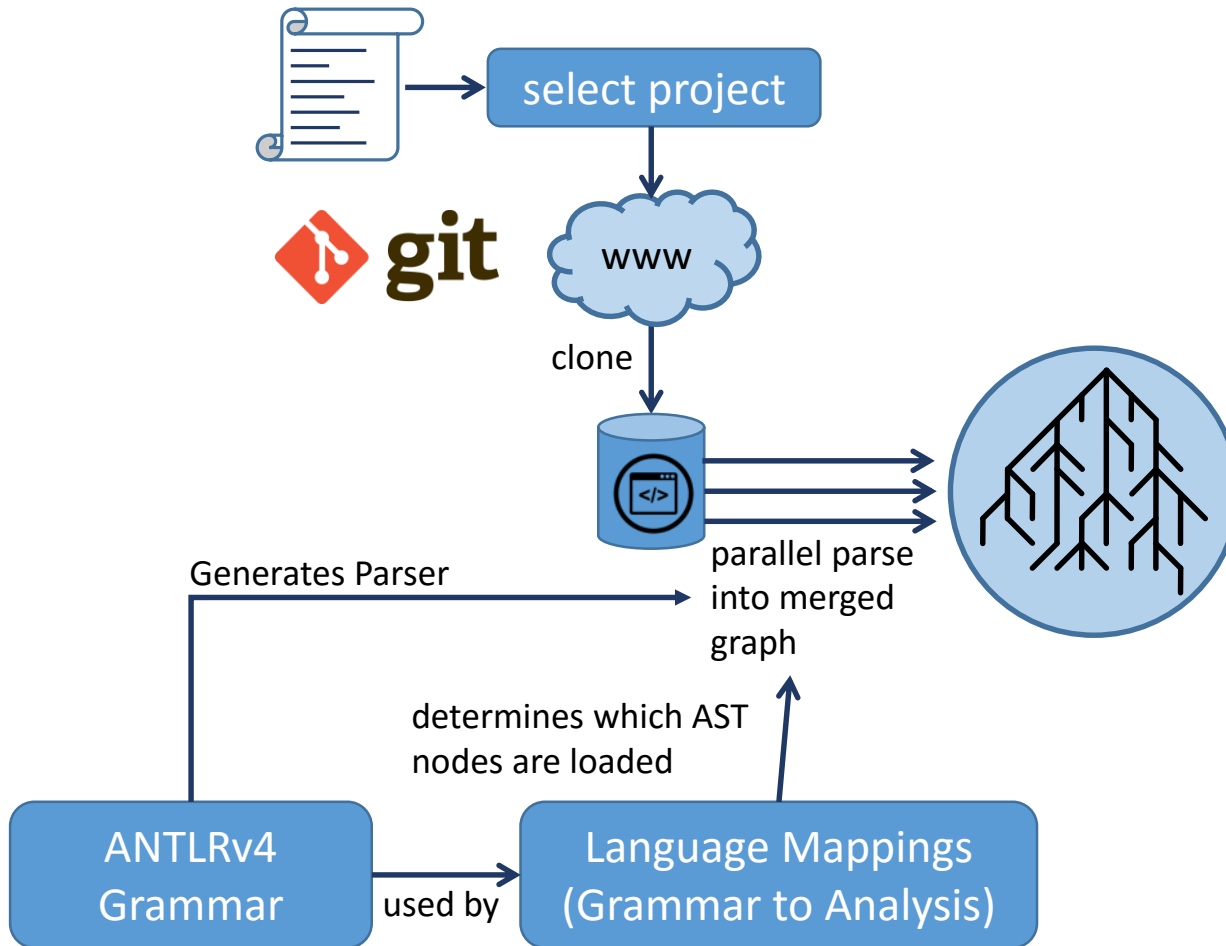 select project
git
www
clone
</>
parallel parse
into merged
graph
Generates Parser
determines which AST
nodes are loaded
ANTLRv4
Grammar
used by
Language Mappings
(Grammar to Analysis)